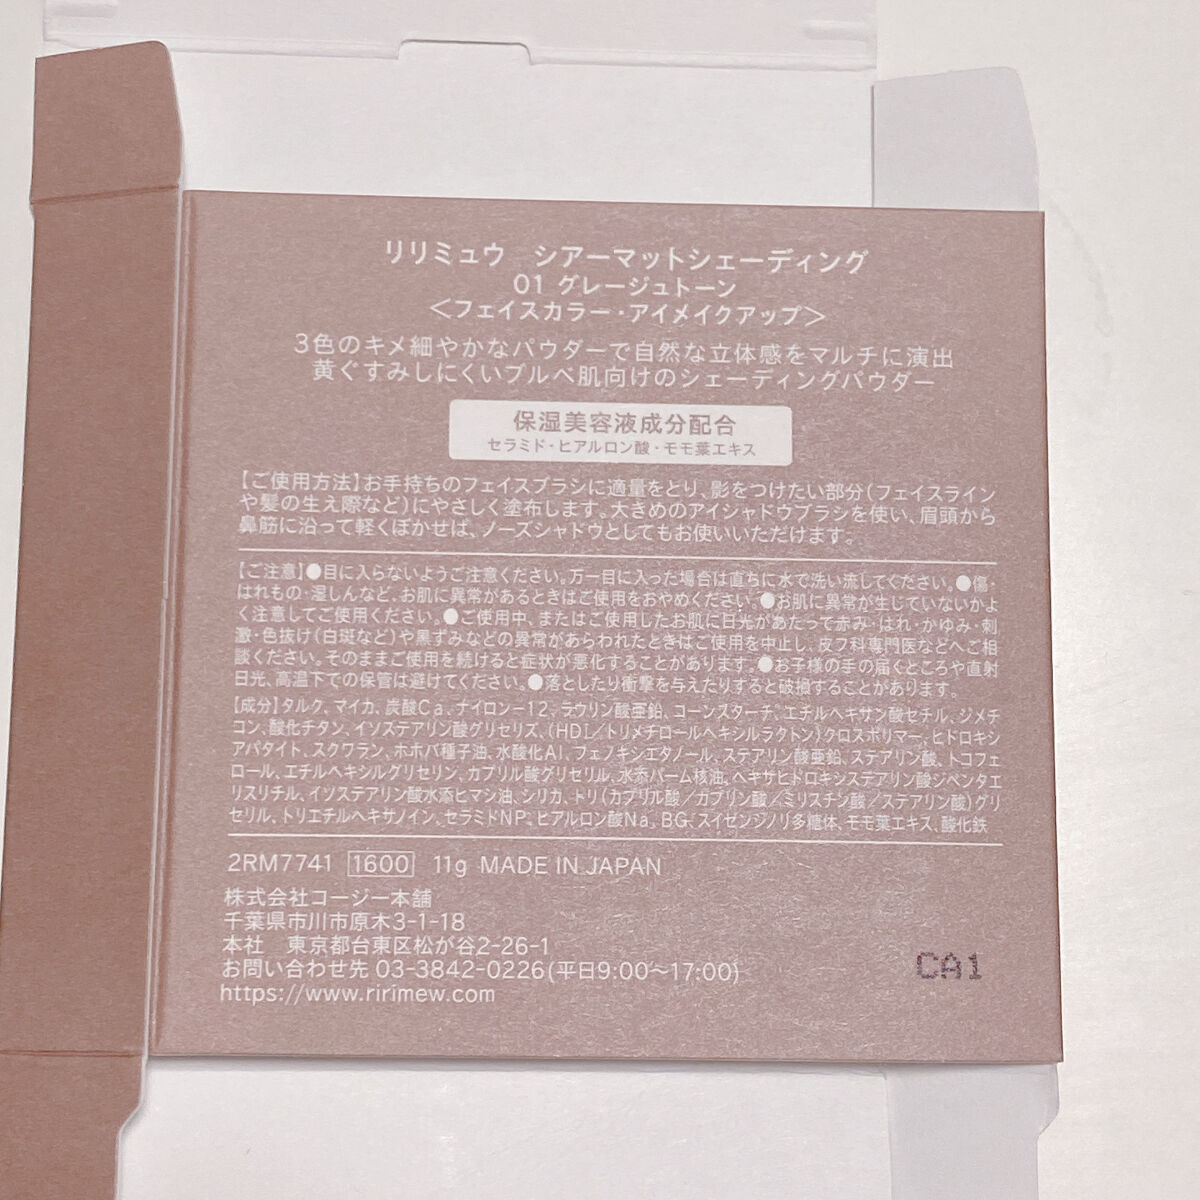 リリミュウ シアーマットシェーディング
01 グレージュトーン
＜フェイスカラー・アイメイクアップ＞
3色のキメ細やかなパウダーで自然な立体感をマルチに演出
黄ぐすみしにくいブルベ肌向けのシェーディングパウダー
保湿美容液成分配合
セラミド・ヒアルロン酸・モモ葉エキス
【ご使用方法】お手持ちのフェイスブラシに適量をとり、影をつけたい部分（フェイスライン
や髪の生え際など）にやさしく塗布します。大きめのアイシャドウブラシを使い、眉頭から
鼻筋に沿って軽くぼかせば、ノーズシャドウとしてもお使いいただけます。
【ご注意】●目に入らないようご注意ください。万一目に入った場合は直ちに水で洗い流してください。●傷・
はれもの・湿しんなど、お肌に異常があるときはご使用をおやめください。●お肌に異常が生じていないかよ
く注意してご使用ください。●ご使用中、またはご使用したお肌に日光があたって赤み・はれ・かゆみ・刺
激・色抜け（白斑など）や黒ずみなどの異常があらわれたときはご使用を中止し、皮フ科専門医などへご相
談ください。そのままご使用を続けると症状が悪化することがあります。●お子様の手の届くところや直射
日光、高温下での保管は避けてください。●落としたり衝撃を与えたりすると破損することがあります。
【成分】タルク、マイカ、炭酸Ca、ナイロン-12、ラウリン酸亜鉛、コーンスターチ、エチルヘキサン酸セチル、ジメチ
コン、酸化チタン、イソステアリン酸グリセリズ、（HDI／トリメチロールヘキシルラクトン）クロスポリマー、ヒドロキシ
アパタイト、スクワラン、ホホバ種子油、水酸化Al、フェノキシエタノール、ステアリン酸亜鉛、ステアリン酸、トコフェ
ロール、エチルヘキシルグリセリン、カプリル酸グリセリル、水添パーム核油、ヘキサヒドロキシステアリン酸ジペンタエ
リスリチル、イソステアリン酸水添ヒマシ油、シリカ、トリ（カプリル酸／カプリン酸／ミリスチン酸／ステアリン酸）グリ
セリル、トリエチルヘキサノイン、セラミドNP、ヒアルロン酸Na、BG、スイゼンジノリ多糖体、モモ葉エキス、酸化鉄
2RM7741 1600 11g MADE IN JAPAN
株式会社コージー本舗
千葉県市川市原木3-1-18
本社 東京都台東区松が谷2-26-1
お問い合わせ先 03-3842-0226(平日9:00～17:00)
https://www.ririmew.com
CA1